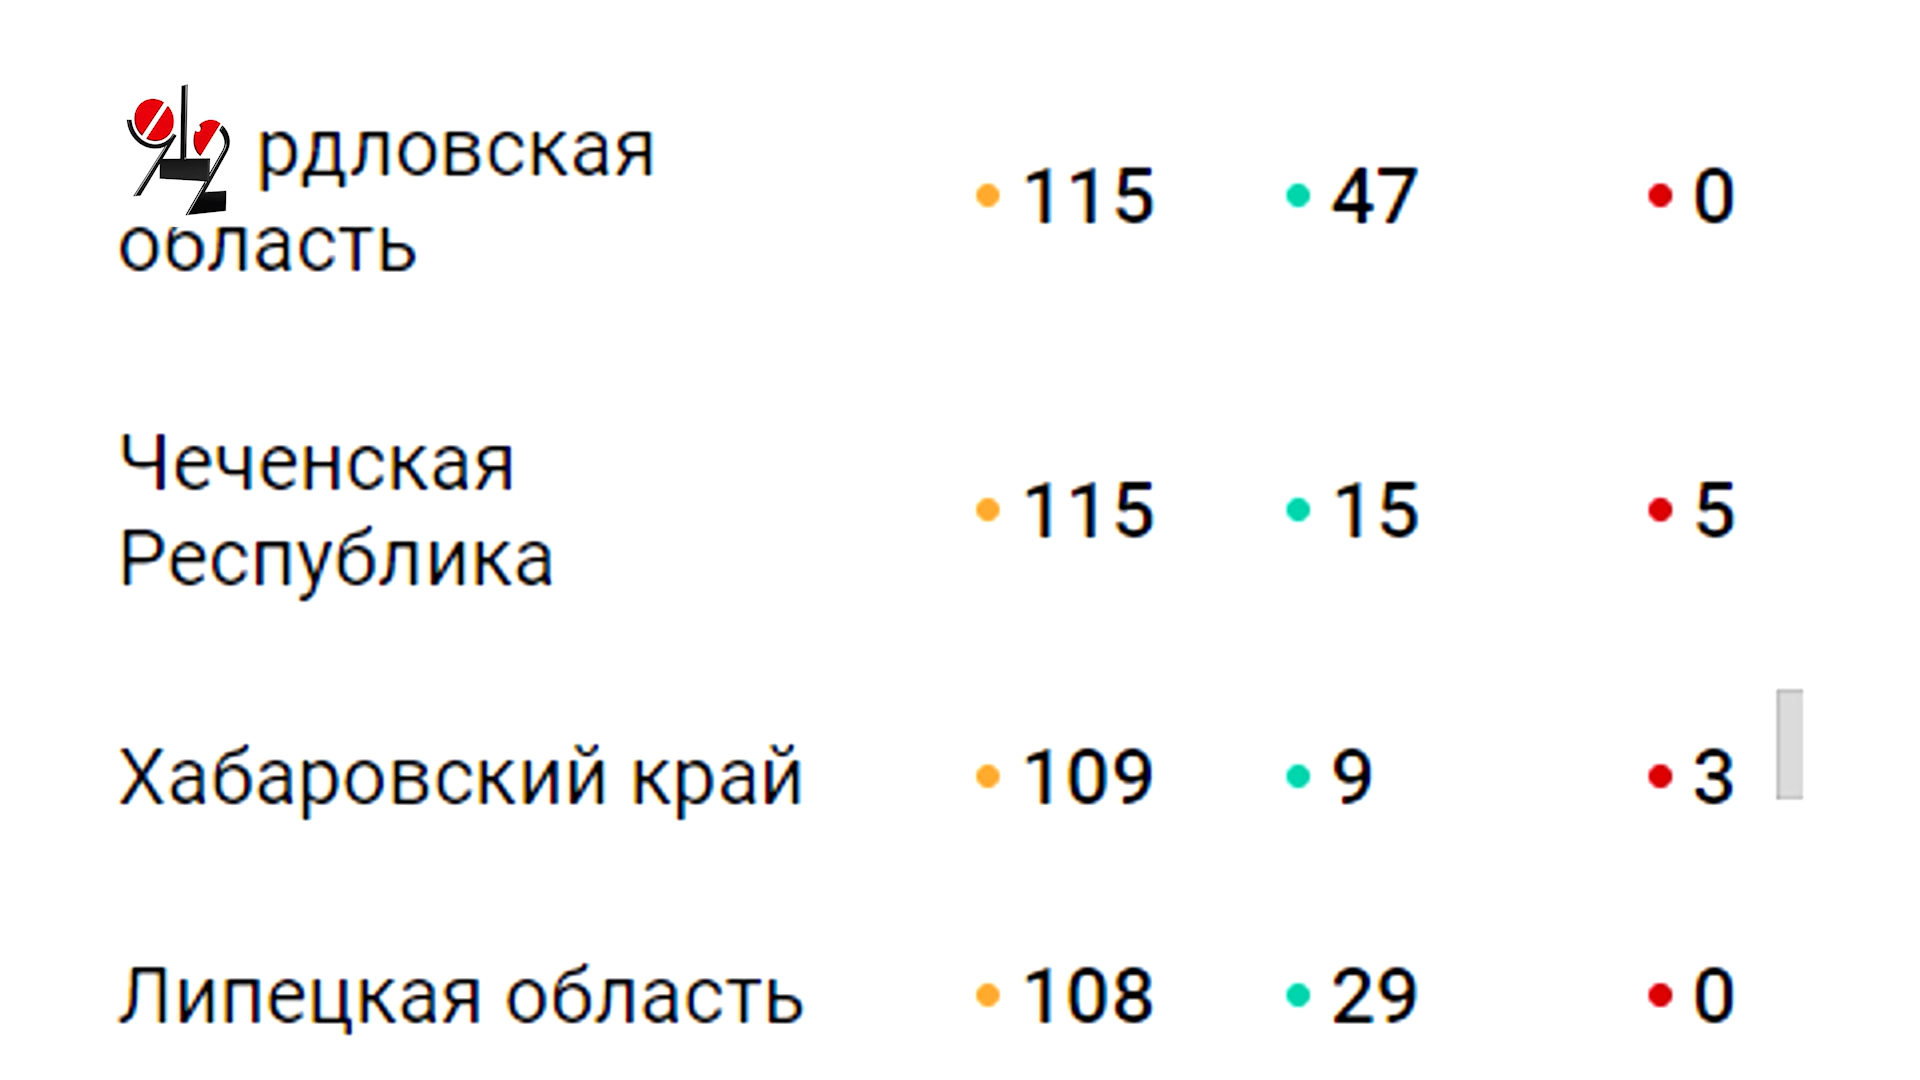 рдловская
область
115 47 0
Чеченская
Республика
115 15 5
Хабаровский край 109 9 3
Липецкая область 108 29 0